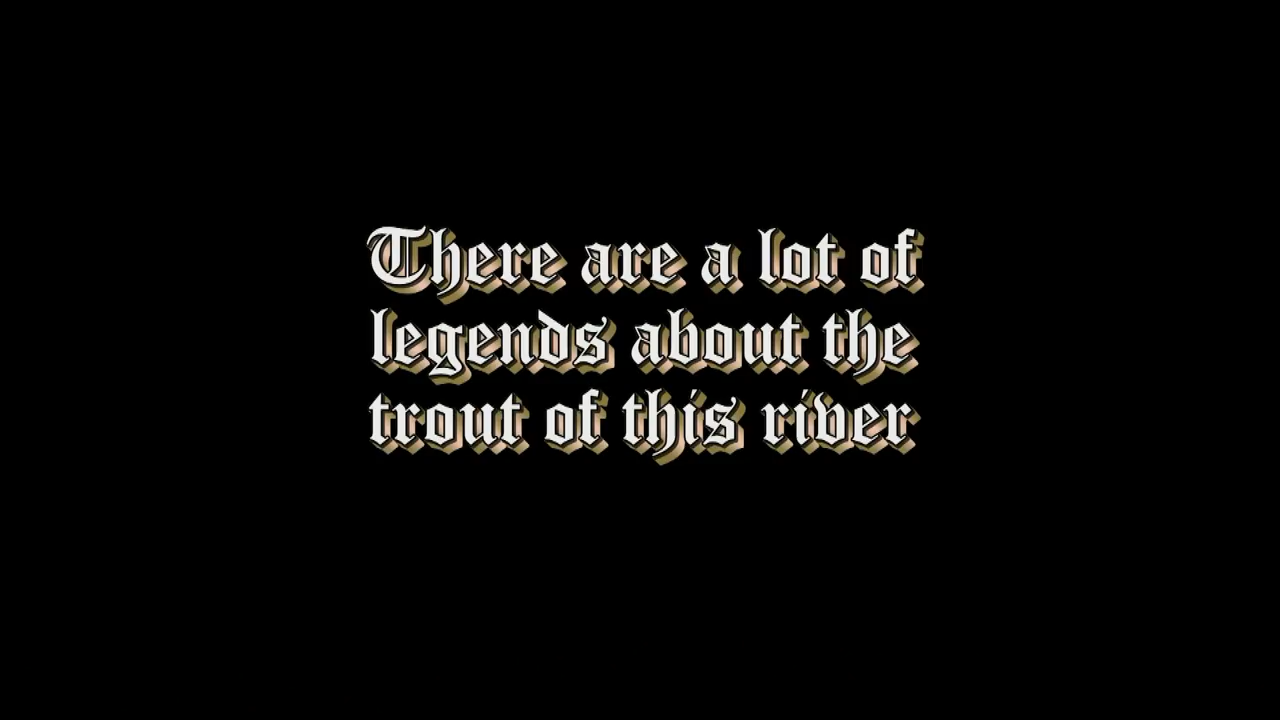 There are a lot of
legends about the
trout of this river